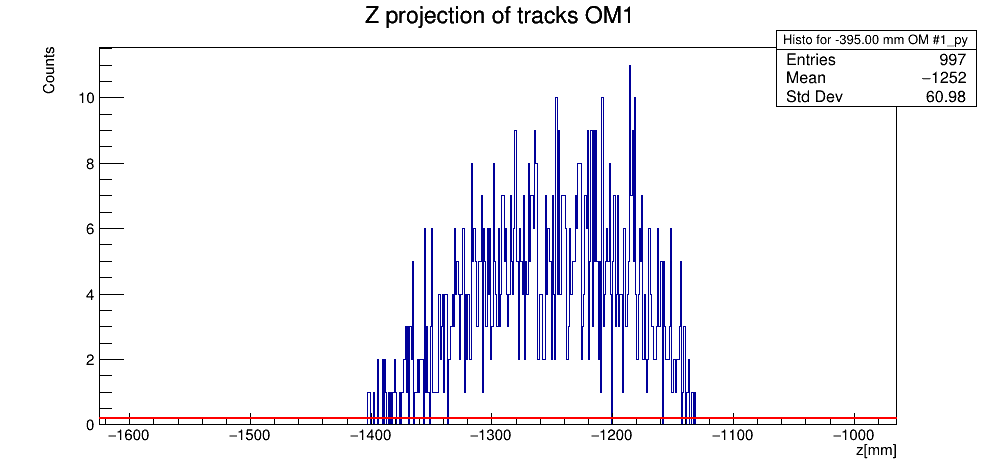 Z projection of tracks OM1
Histo for -395.00 mm OM #1_py
Entries 997
Mean −1252
Std Dev 60.98
Counts
10
8
6
4
2
0
−1600 −1500 −1400 −1300 −1200 −1100 −1000
z[mm]